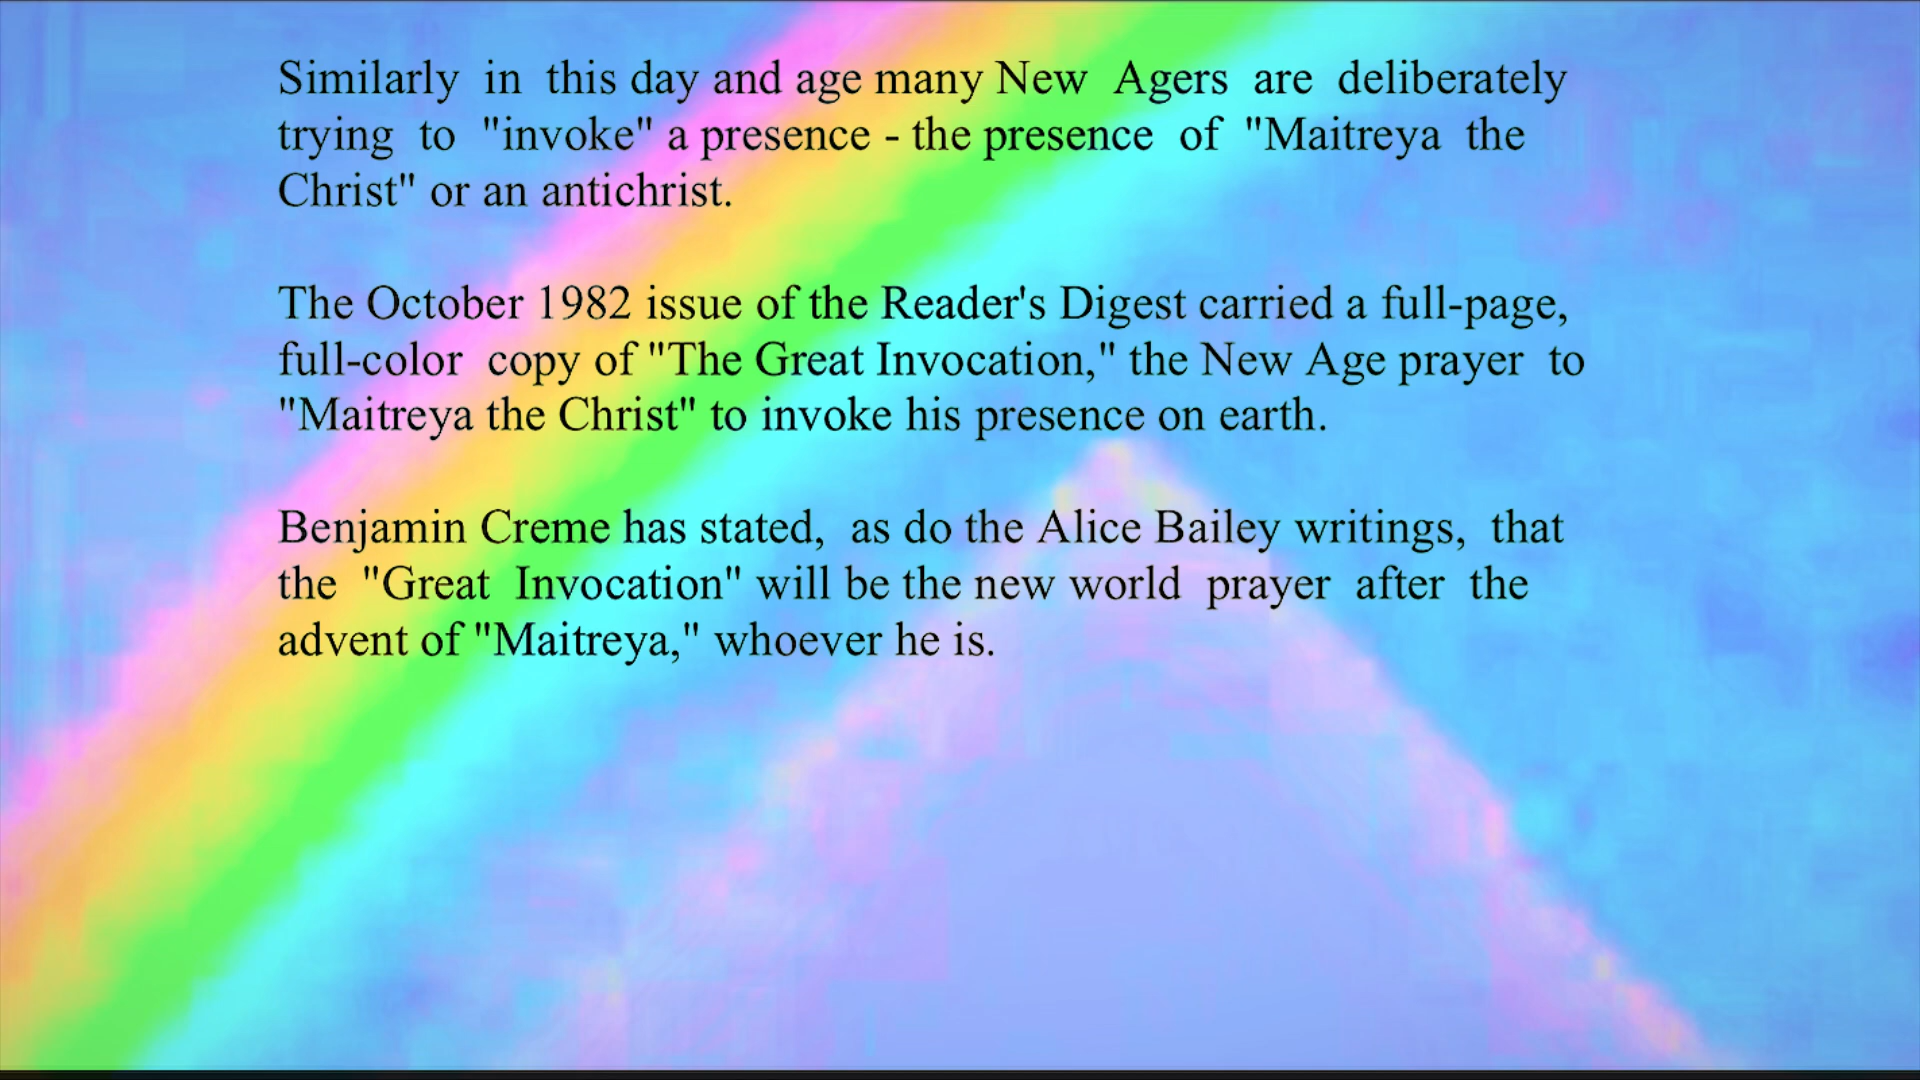 Similarly in this day and age many New Agers are deliberately
trying to "invoke" a presence - the presence of "Maitreya the
Christ" or an antichrist.
The October 1982 issue of the Reader's Digest carried a full-page,
full-color copy of "The Great Invocation," the New Age prayer to
"Maitreya the Christ" to invoke his presence on earth.
Benjamin Creme has stated, as do the Alice Bailey writings, that
the "Great Invocation" will be the new world prayer after the
advent of "Maitreya," whoever he is.